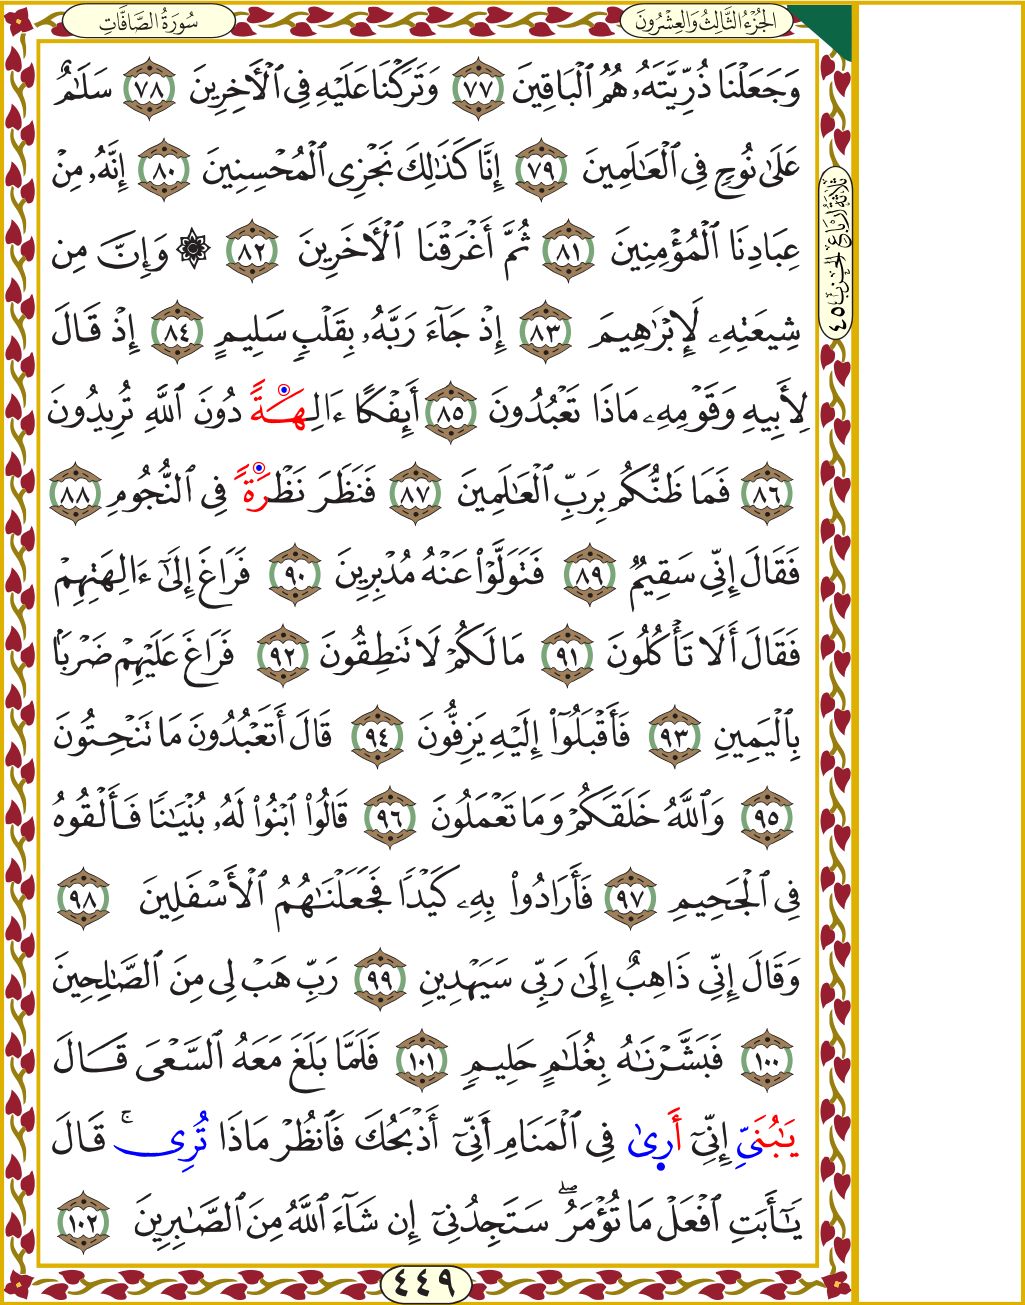 سُورَةُ الصَّافَّاتِ
الجُزْءُ الثَّالِثُ وَالعِشْرُونَ
وَجَعَلْنَا ذُرِّيَّتَهُۥ هُمُ ٱلْبَاقِينَ ٧٧ وَتَرَكْنَا عَلَيْهِ فِى ٱلْأَخِرِينَ ٧٨ سَلَٰمٌ
عَلَىٰ نُوحٍ فِى ٱلْعَٰلَمِينَ ٧٩ إِنَّا كَذَٰلِكَ نَجْزِى ٱلْمُحْسِنِينَ ٨٠ إِنَّهُۥ مِنْ
عِبَادِنَا ٱلْمُؤْمِنِينَ ٨١ ثُمَّ أَغْرَقْنَا ٱلْأَخَرِينَ ٨٢ ۞ وَإِنَّ مِن
شِيعَتِهِۦ لَإِبْرَٰهِيمَ ٨٣ إِذْ جَآءَ رَبَّهُۥ بِقَلْبٍ سَلِيمٍ ٨٤ إِذْ قَالَ
لِأَبِيهِ وَقَوْمِهِۦ مَاذَا تَعْبُدُونَ ٨٥ أَئِفْكًا ءَالِهَةً دُونَ ٱللَّهِ تُرِيدُونَ
٨٦ فَمَا ظَنُّكُم بِرَبِّ ٱلْعَٰلَمِينَ ٨٧ فَنَظَرَ نَظْرَةً فِى ٱلنُّجُومِ ٨٨
فَقَالَ إِنِّى سَقِيمٌ ٨٩ فَتَوَلَّوْا۟ عَنْهُ مُدْبِرِينَ ٩٠ فَرَاغَ إِلَىٰٓ ءَالِهَتِهِمْ
فَقَالَ أَلَا تَأْكُلُونَ ٩١ مَا لَكُمْ لَا تَنطِقُونَ ٩٢ فَرَاغَ عَلَيْهِمْ ضَرْبًۢا
بِٱلْيَمِينِ ٩٣ فَأَقْبَلُوٓا۟ إِلَيْهِ يَزِفُّونَ ٩٤ قَالَ أَتَعْبُدُونَ مَا تَنْحِتُونَ
٩٥ وَٱللَّهُ خَلَقَكُمْ وَمَا تَعْمَلُونَ ٩٦ قَالُوا۟ ٱبْنُوا۟ لَهُۥ بُنْيَٰنًا فَأَلْقُوهُ
فِى ٱلْجَحِيمِ ٩٧ فَأَرَادُوا۟ بِهِۦ كَيْدًا فَجَعَلْنَٰهُمُ ٱلْأَسْفَلِينَ ٩٨
وَقَالَ إِنِّى ذَاهِبٌ إِلَىٰ رَبِّى سَيَهْدِينِ ٩٩ رَبِّ هَبْ لِى مِنَ ٱلصَّٰلِحِينَ
١٠٠ فَبَشَّرْنَٰهُ بِغُلَٰمٍ حَلِيمٍ ١٠١ فَلَمَّا بَلَغَ مَعَهُ ٱلسَّعْىَ قَالَ
يَٰبُنَىِّ إِنِّىٓ أَرِىٰ فِى ٱلْمَنَامِ أَنِّىٓ أَذْبَحُكَ فَٱنظُرْ مَاذَا تُرِى ۚ قَالَ
يَٰٓأَبَتِ ٱفْعَلْ مَا تُؤْمَرُ ۖ سَتَجِدُنِىٓ إِن شَآءَ ٱللَّهُ مِنَ ٱلصَّٰبِرِينَ ١٠٢
ثلاثة أرباع الحزب ٤٥
٤٤٩